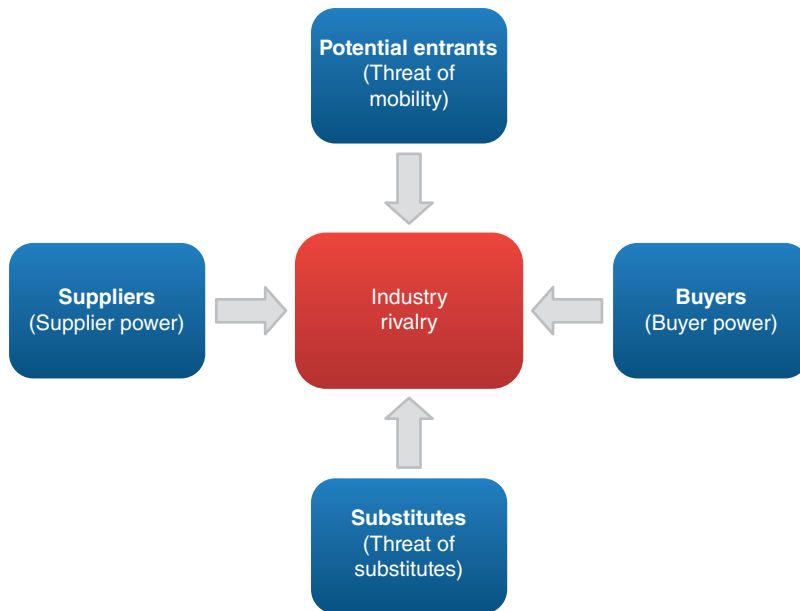 Potential entrants
(Threat of
mobility)
Suppliers
(Supplier power)
Industry
rivalry
Buyers
(Buyer power)
Substitutes
(Threat of
substitutes)